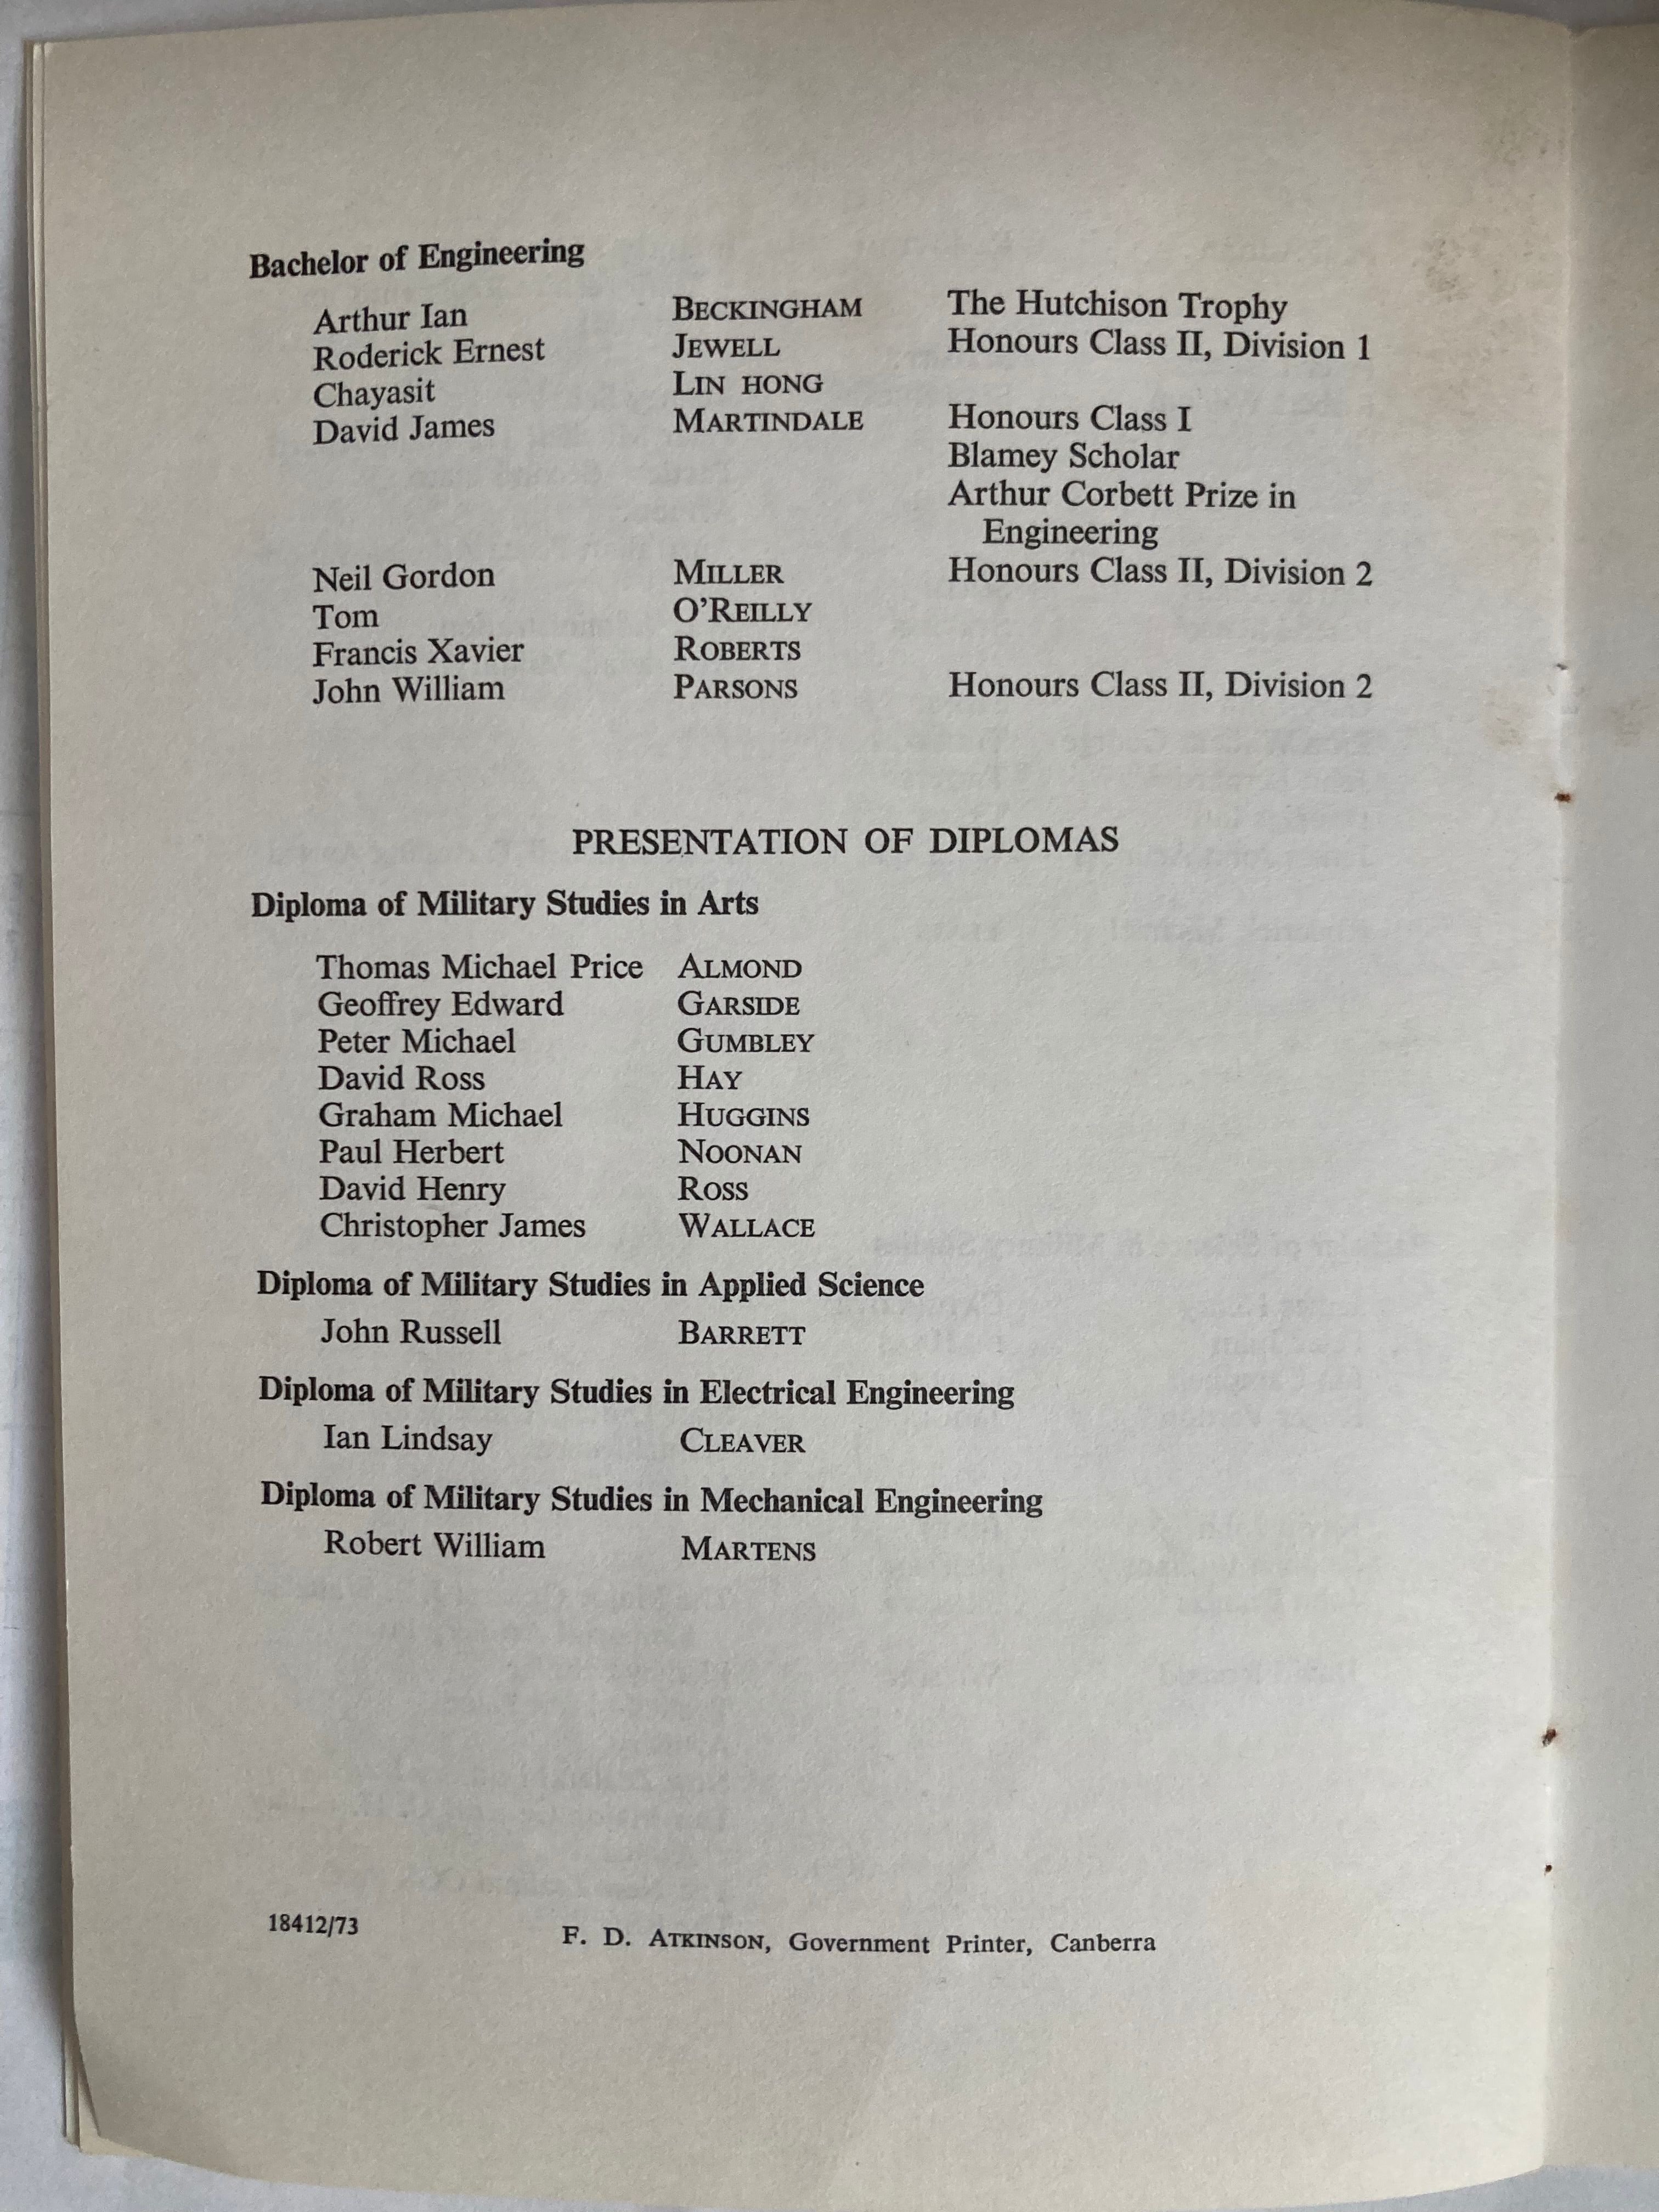 Bachelor of Engineering
Arthur Ian BECKINGHAM The Hutchison Trophy
Roderick Ernest JEWELL Honours Class II, Division 1
Chayasit LIN HONG
David James MARTINDALE Honours Class I
Blamey Scholar
Arthur Corbett Prize in
Engineering
Neil Gordon MILLER Honours Class II, Division 2
Tom O'REILLY
Francis Xavier ROBERTS
John William PARSONS Honours Class II, Division 2
PRESENTATION OF DIPLOMAS
Diploma of Military Studies in Arts
Thomas Michael Price ALMOND
Geoffrey Edward GARSIDE
Peter Michael GUMBLEY
David Ross HAY
Graham Michael HUGGINS
Paul Herbert NOONAN
David Henry ROSS
Christopher James WALLACE
Diploma of Military Studies in Applied Science
John Russell BARRETT
Diploma of Military Studies in Electrical Engineering
Ian Lindsay CLEAVER
Diploma of Military Studies in Mechanical Engineering
Robert William MARTENS
18412/73 F. D. ATKINSON, Government Printer, Canberra